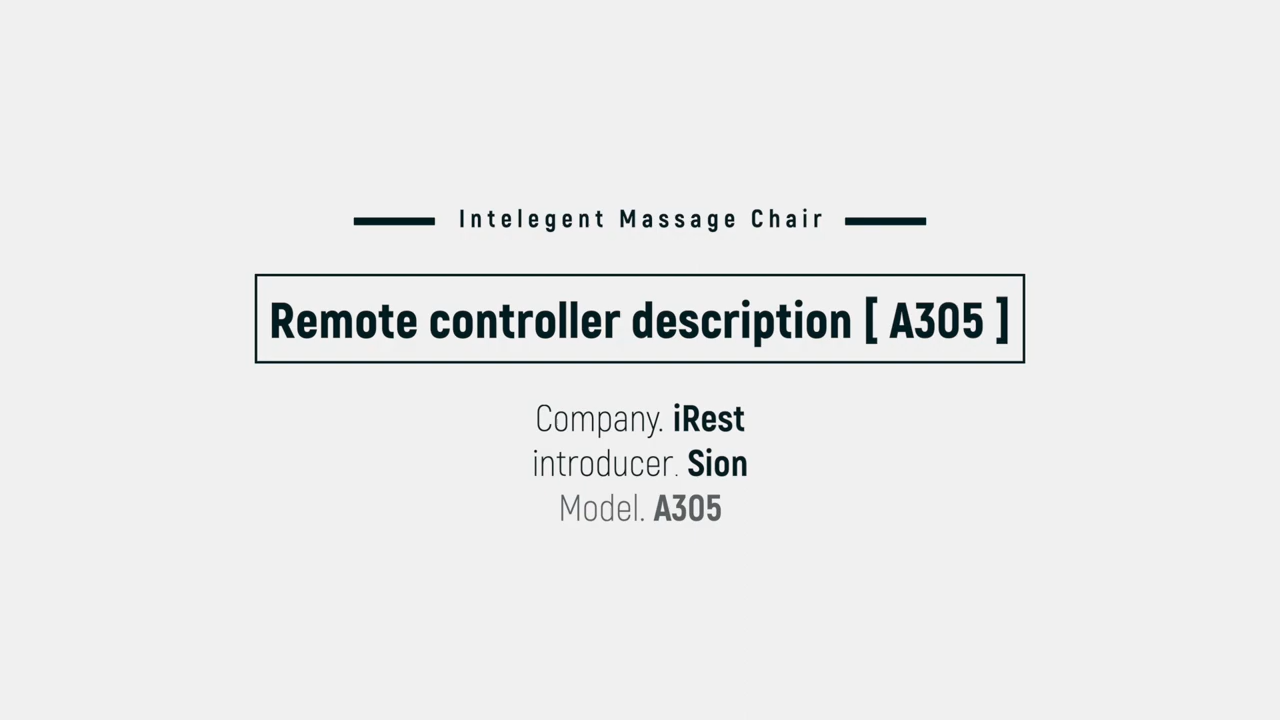 Intelegent Massage Chair
Remote controller description [ A305 ]
Company. iRest
introducer. Sion
Model. A305